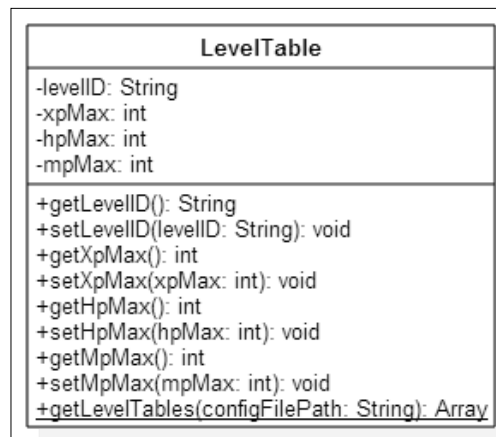 LevelTable
-levelID: String
-xpMax: int
-hpMax: int
-mpMax: int
+getLevelID(): String
+setLevelID(levelID: String): void
+getXpMax(): int
+setXpMax(xpMax: int): void
+getHpMax(): int
+setHpMax(hpMax: int): void
+getMpMax(): int
+setMpMax(mpMax: int): void
+getLevelTables(configFilePath: String): Array